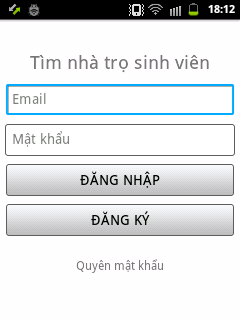 18:12
Tìm nhà trọ sinh viên
Email
Mật khẩu
ĐĂNG NHẬP
ĐĂNG KÝ
Quyên mật khẩu